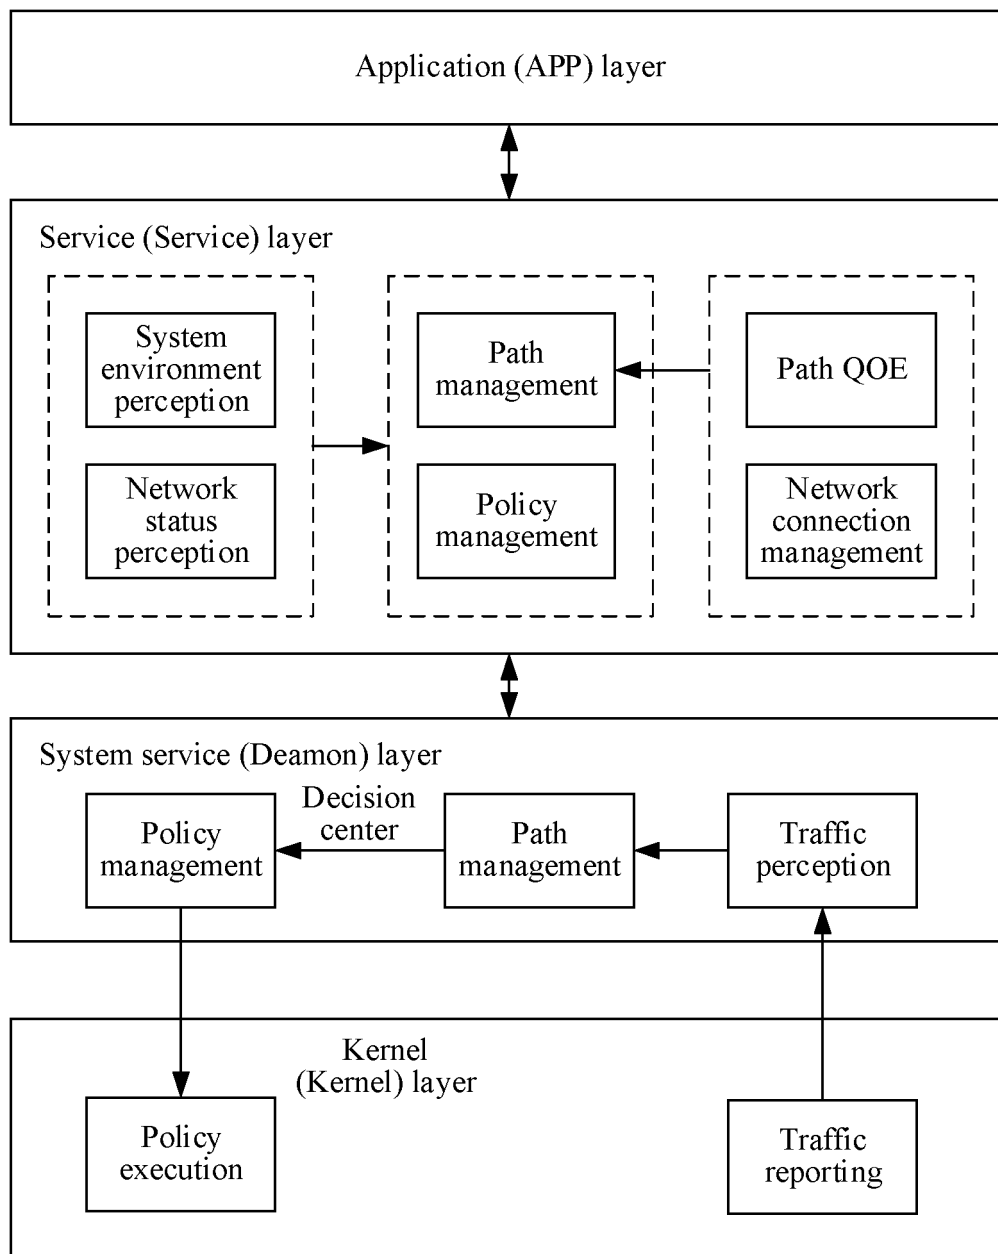 Application (APP) layer
Service (Service) layer
System
environment
perception
Network
status
perception
Path
management
Policy
management
Path QOE
Network
connection
management
System service (Deamon) layer
Policy
management
Decision
center
Path
management
Traffic
perception
Kernel
(Kernel) layer
Policy
execution
Traffic
reporting